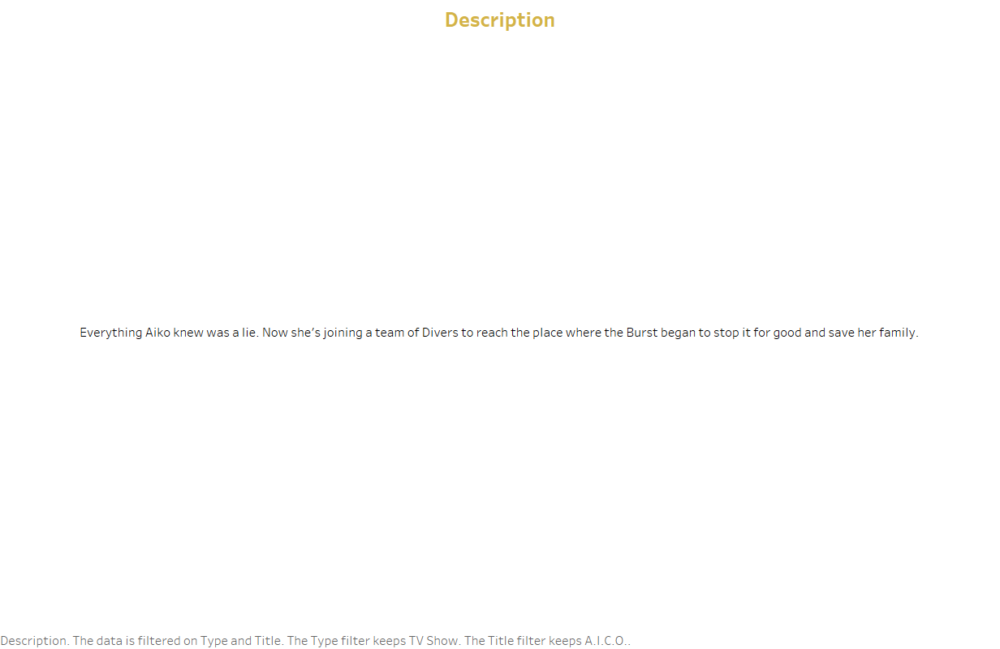 Description
Everything Aiko knew was a lie. Now she’s joining a team of Divers to reach the place where the Burst began to stop it for good and save her family.
Description. The data is filtered on Type and Title. The Type filter keeps TV Show. The Title filter keeps A.I.C.O..